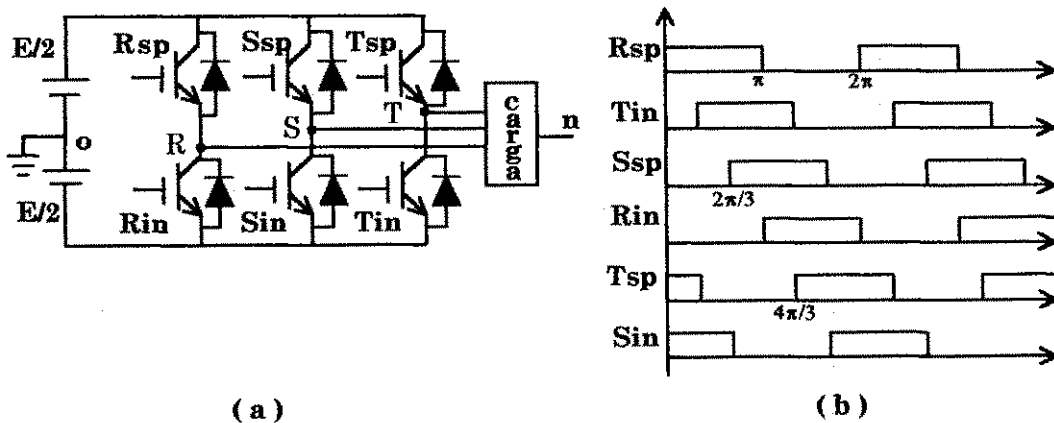 E/2
Rsp
Ssp
Tsp
o
R
S
T
carga
n
E/2
Rin
Sin
Tin
( a )
Rsp
π
2π
Tin
Ssp
2π/3
Rin
Tsp
4π/3
Sin
( b )